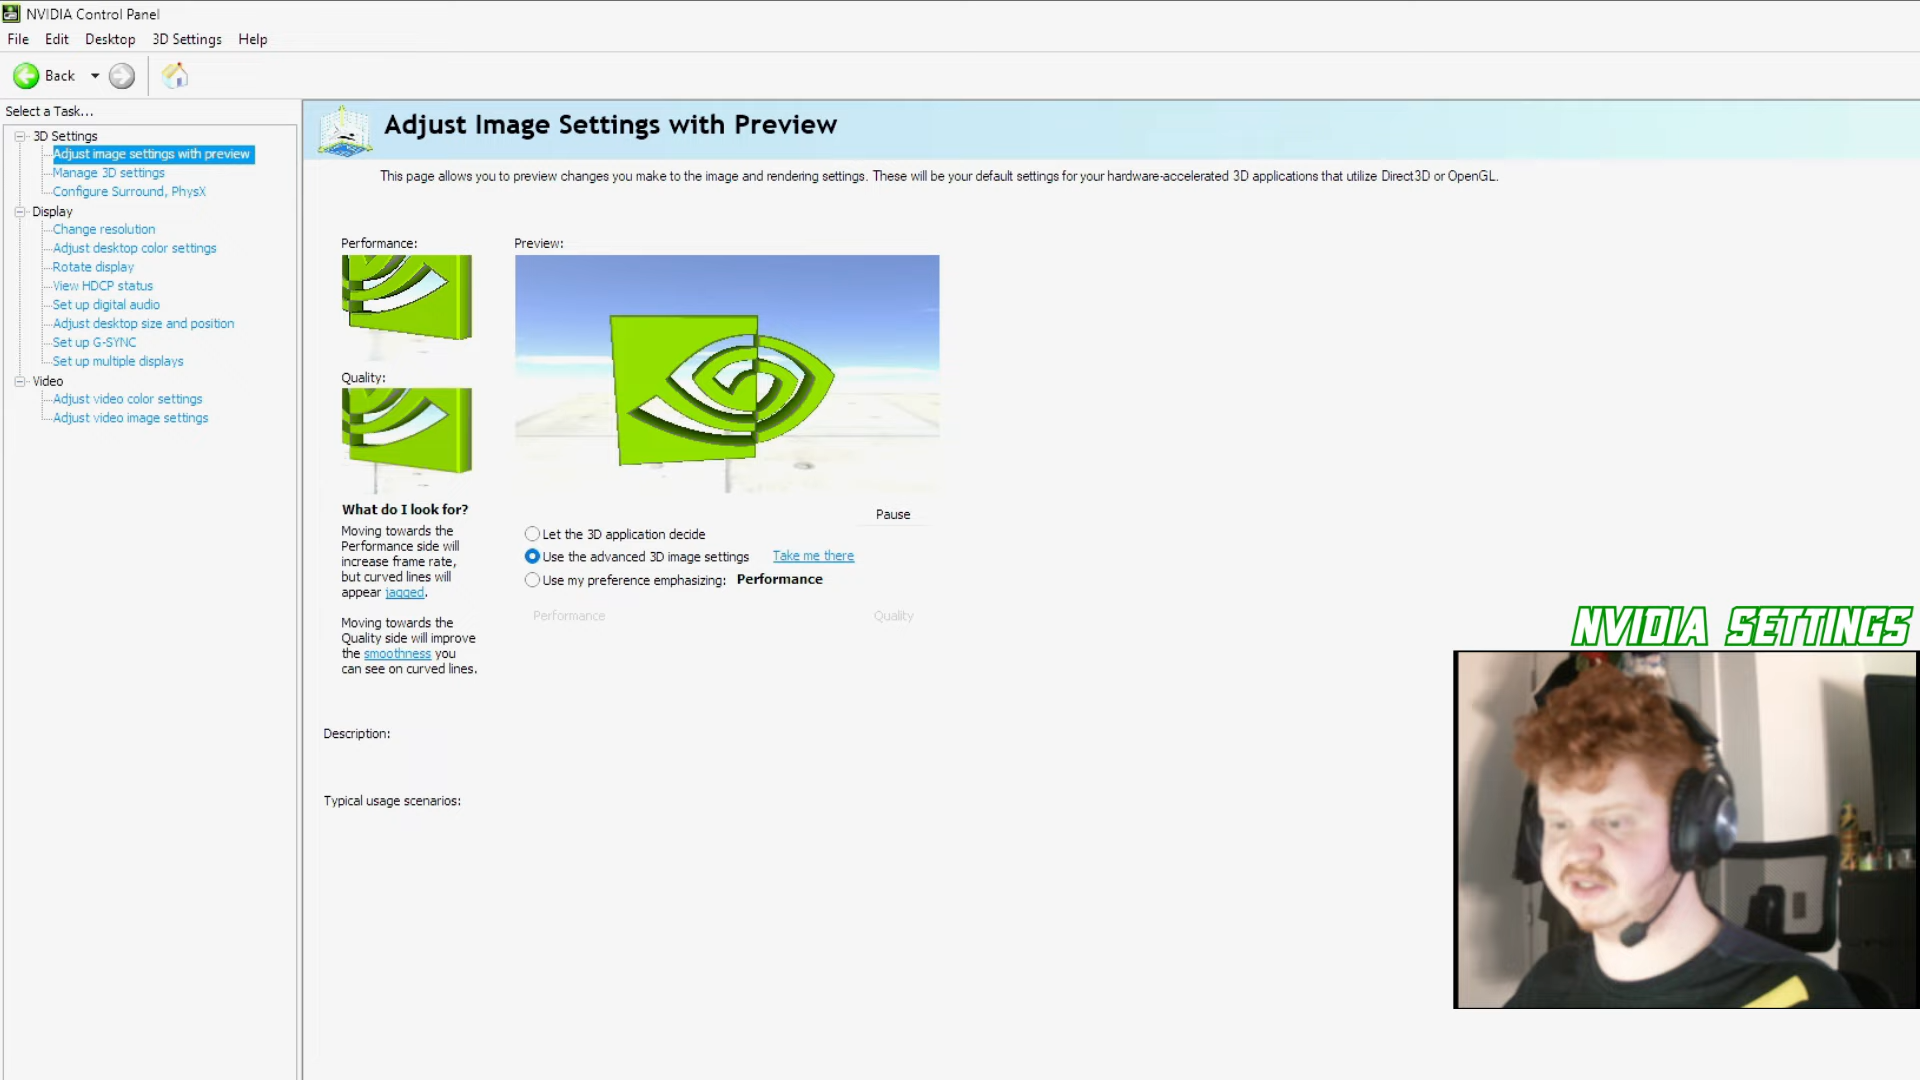 NVIDIA Control Panel
File Edit Desktop 3D Settings Help
Back
Select a Task...
3D Settings
Adjust image settings with preview
Manage 3D settings
Configure Surround, PhysX
Display
Change resolution
Adjust desktop color settings
Rotate display
View HDCP status
Set up digital audio
Adjust desktop size and position
Set up G-SYNC
Set up multiple displays
Video
Adjust video color settings
Adjust video image settings
Adjust Image Settings with Preview
This page allows you to preview changes you make to the image and rendering settings. These will be your default settings for your hardware-accelerated 3D applications that utilize Direct3D or OpenGL.
Performance:
Preview:
Quality:
What do I look for?
Moving towards the
Performance side will
increase frame rate,
but curved lines will
appear jagged.
Moving towards the
Quality side will improve
the smoothness you
can see on curved lines.
Pause
Let the 3D application decide
Use the advanced 3D image settings Take me there
Use my preference emphasizing: Performance
Performance Quality
Description:
Typical usage scenarios:
NVIDIA SETTINGS